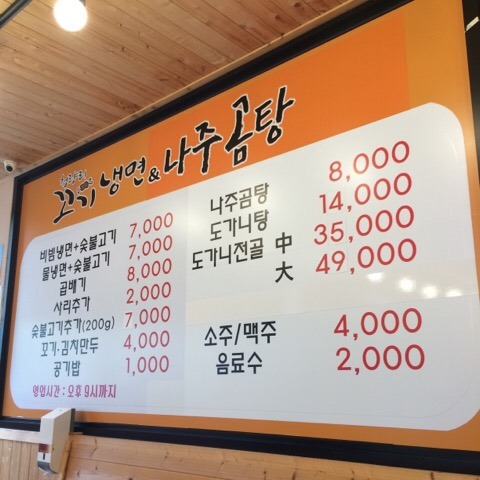 꼬기냉면&나주곰탕
비빔냉면+숯불고기 7,000
물냉면+숯불고기 7,000
곱배기 8,000
사리추가 2,000
숯불고기추가(200g) 7,000
꼬기·김치만두 4,000
공기밥 1,000
영업시간 : 오후 9시까지
나주곰탕 8,000
도가니탕 14,000
도가니전골 中 35,000
大 49,000
소주/맥주 4,000
음료수 2,000